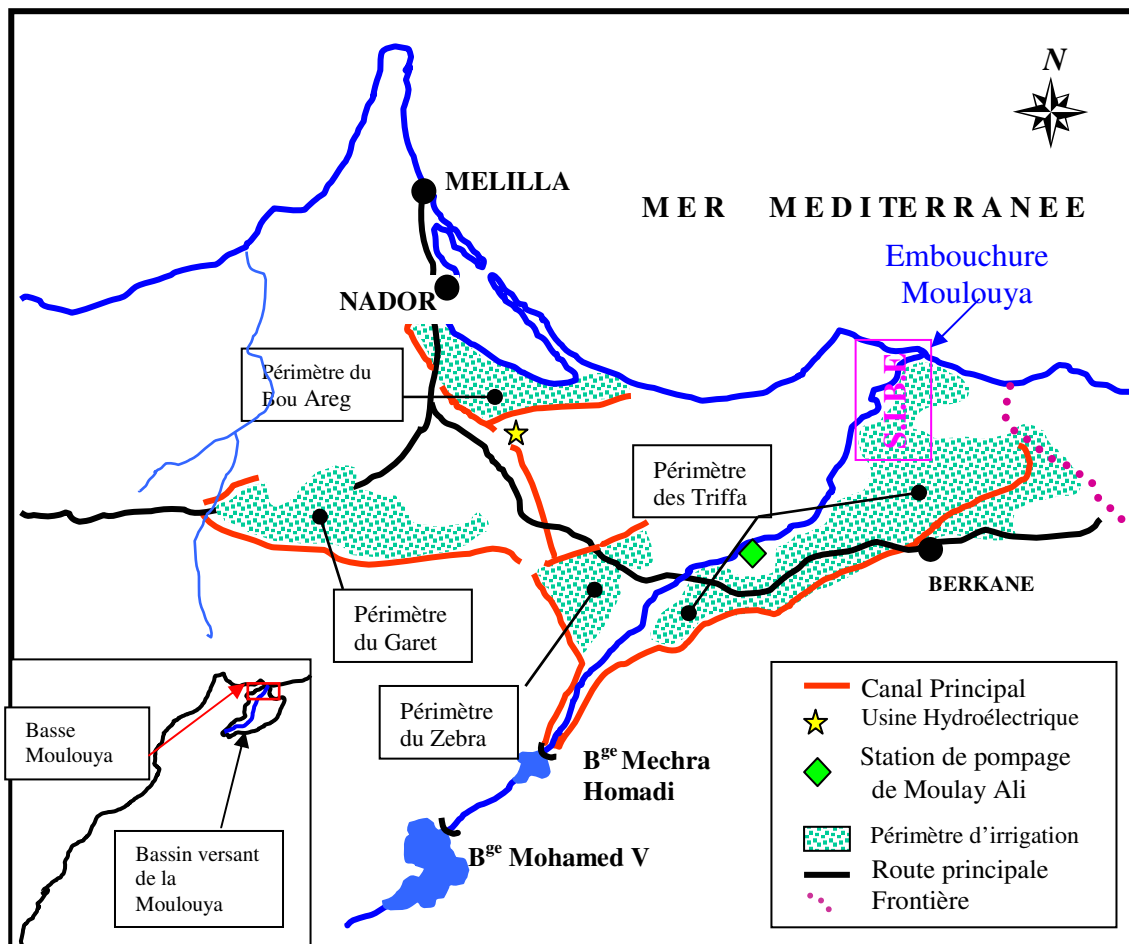 N
MELILLA
MER MEDITERRANEE
Embouchure
Moulouya
NADOR
Périmètre du
Bou Areg
S.I.B.E
Périmètre
des Triffa
BERKANE
Périmètre
du Garet
Périmètre
du Zebra
Bge Mechra
Homadi
Bge Mohamed V
Basse
Moulouya
Bassin versant
de la
Moulouya
Canal Principal
Usine Hydroélectrique
Station de pompage
de Moulay Ali
Périmètre d’irrigation
Route principale
Frontière